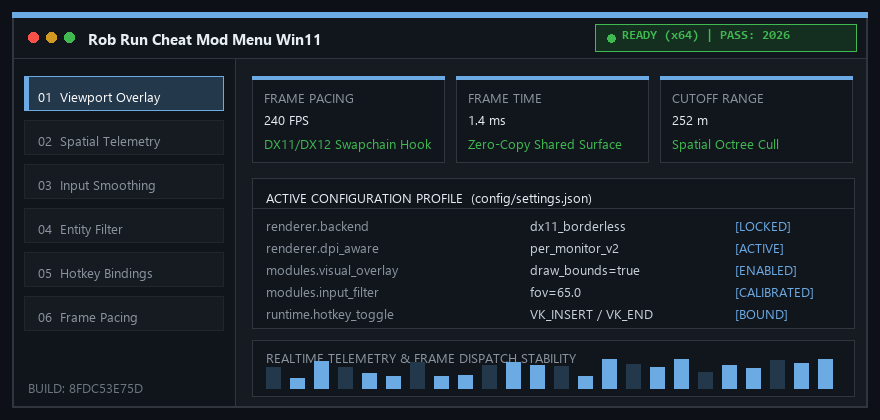 Rob Run Cheat Mod Menu Win11
READY (x64) | PASS: 2026
01 Viewport Overlay
02 Spatial Telemetry
03 Input Smoothing
04 Entity Filter
05 Hotkey Bindings
06 Frame Pacing
BUILD: 8FDC53E75D
FRAME PACING
240 FPS
DX11/DX12 Swapchain Hook
FRAME TIME
1.4 ms
Zero-Copy Shared Surface
CUTOFF RANGE
252 m
Spatial Octree Cull
ACTIVE CONFIGURATION PROFILE (config/settings.json)
renderer.backend dx11_borderless [LOCKED]
renderer.dpi_aware per_monitor_v2 [ACTIVE]
modules.visual_overlay draw_bounds=true [ENABLED]
modules.input_filter fov=65.0 [CALIBRATED]
runtime.hotkey_toggle VK_INSERT / VK_END [BOUND]
REALTIME TELEMETRY & FRAME DISPATCH STABILITY